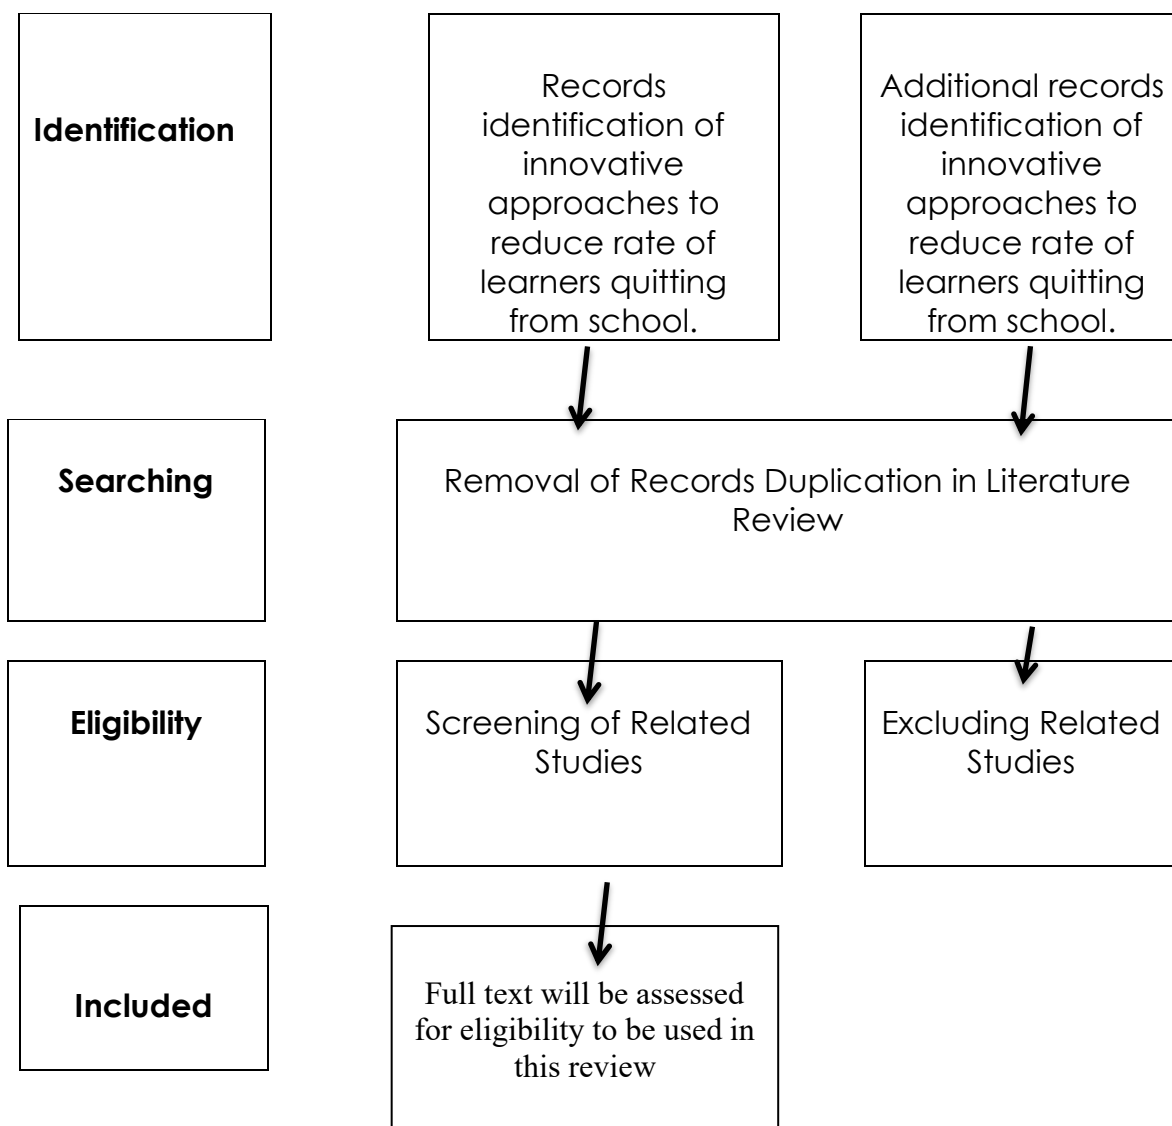 Identification
Records
identification of
innovative
approaches to
reduce rate of
learners quitting
from school.
Additional records
identification of
innovative
approaches to
reduce rate of
learners quitting
from school.
Searching
Removal of Records Duplication in Literature
Review
Eligibility
Screening of Related
Studies
Excluding Related
Studies
Included
Full text will be assessed
for eligibility to be used in
this review